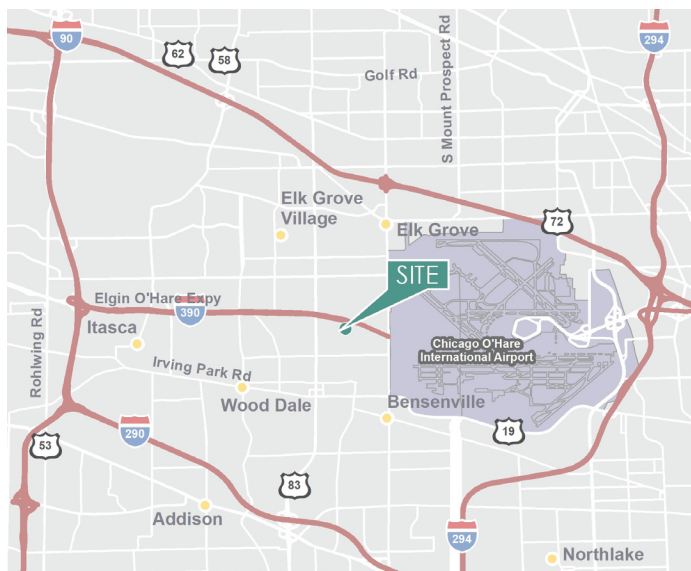 90
62
58
Golf Rd
S Mount Prospect Rd
294
Elk Grove
Village
Elk Grove
72
SITE
Elgin O'Hare Expy
390
Rohlwing Rd
Itasca
Chicago O'Hare
International Airport
Irving Park Rd
Wood Dale
Bensenville
290
19
53
83
Addison
294
Northlake